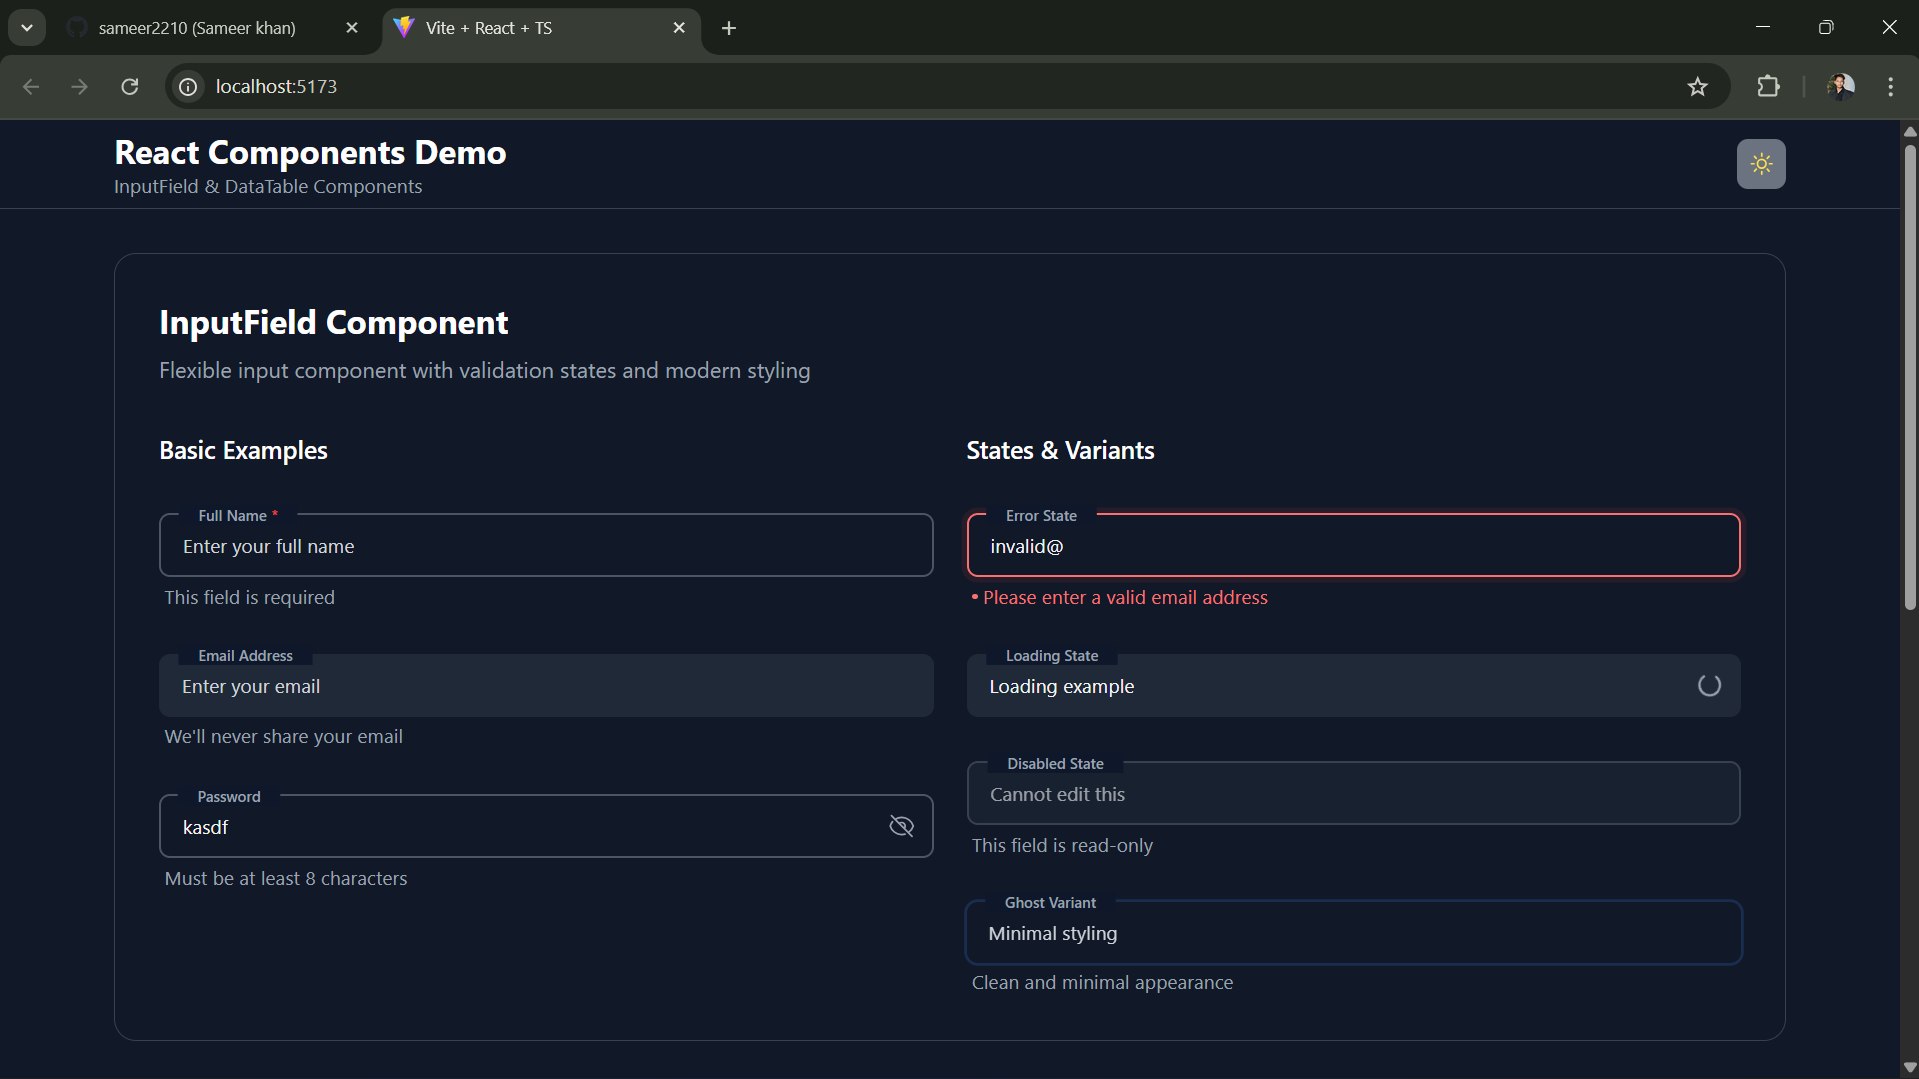 sameer2210 (Sameer khan)
Vite + React + TS
localhost:5173
React Components Demo
InputField & DataTable Components
InputField Component
Flexible input component with validation states and modern styling
Basic Examples
Full Name *
Enter your full name
This field is required
Email Address
Enter your email
We'll never share your email
Password
kasdf
Must be at least 8 characters
States & Variants
Error State
invalid@
• Please enter a valid email address
Loading State
Loading example
Disabled State
Cannot edit this
This field is read-only
Ghost Variant
Minimal styling
Clean and minimal appearance